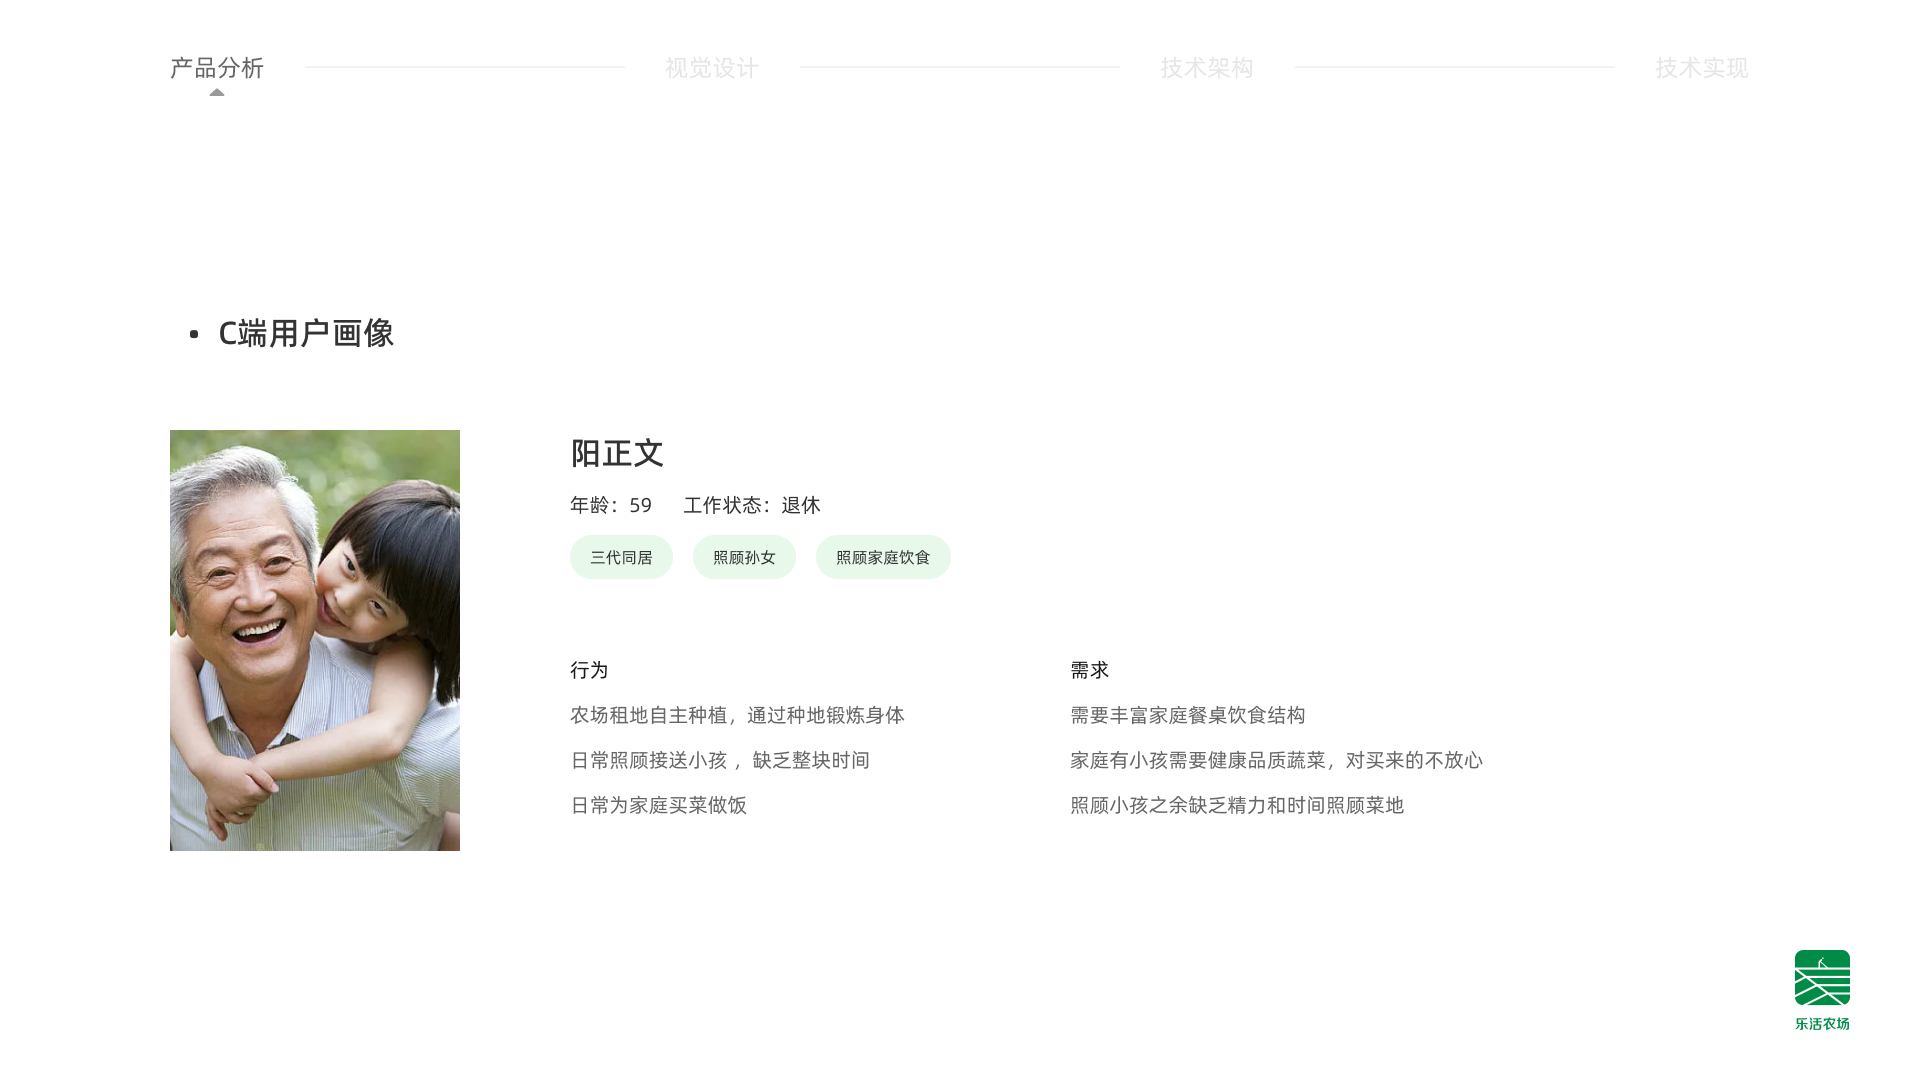 产品分析
视觉设计
技术架构
技术实现
C端用户画像
阳正文
年龄：59 工作状态：退休
三代同居 照顾孙女 照顾家庭饮食
行为
农场租地自主种植，通过种地锻炼身体
日常照顾接送小孩 ，缺乏整块时间
日常为家庭买菜做饭
需求
需要丰富家庭餐桌饮食结构
家庭有小孩需要健康品质蔬菜，对买来的不放心
照顾小孩之余缺乏精力和时间照顾菜地
乐活农场